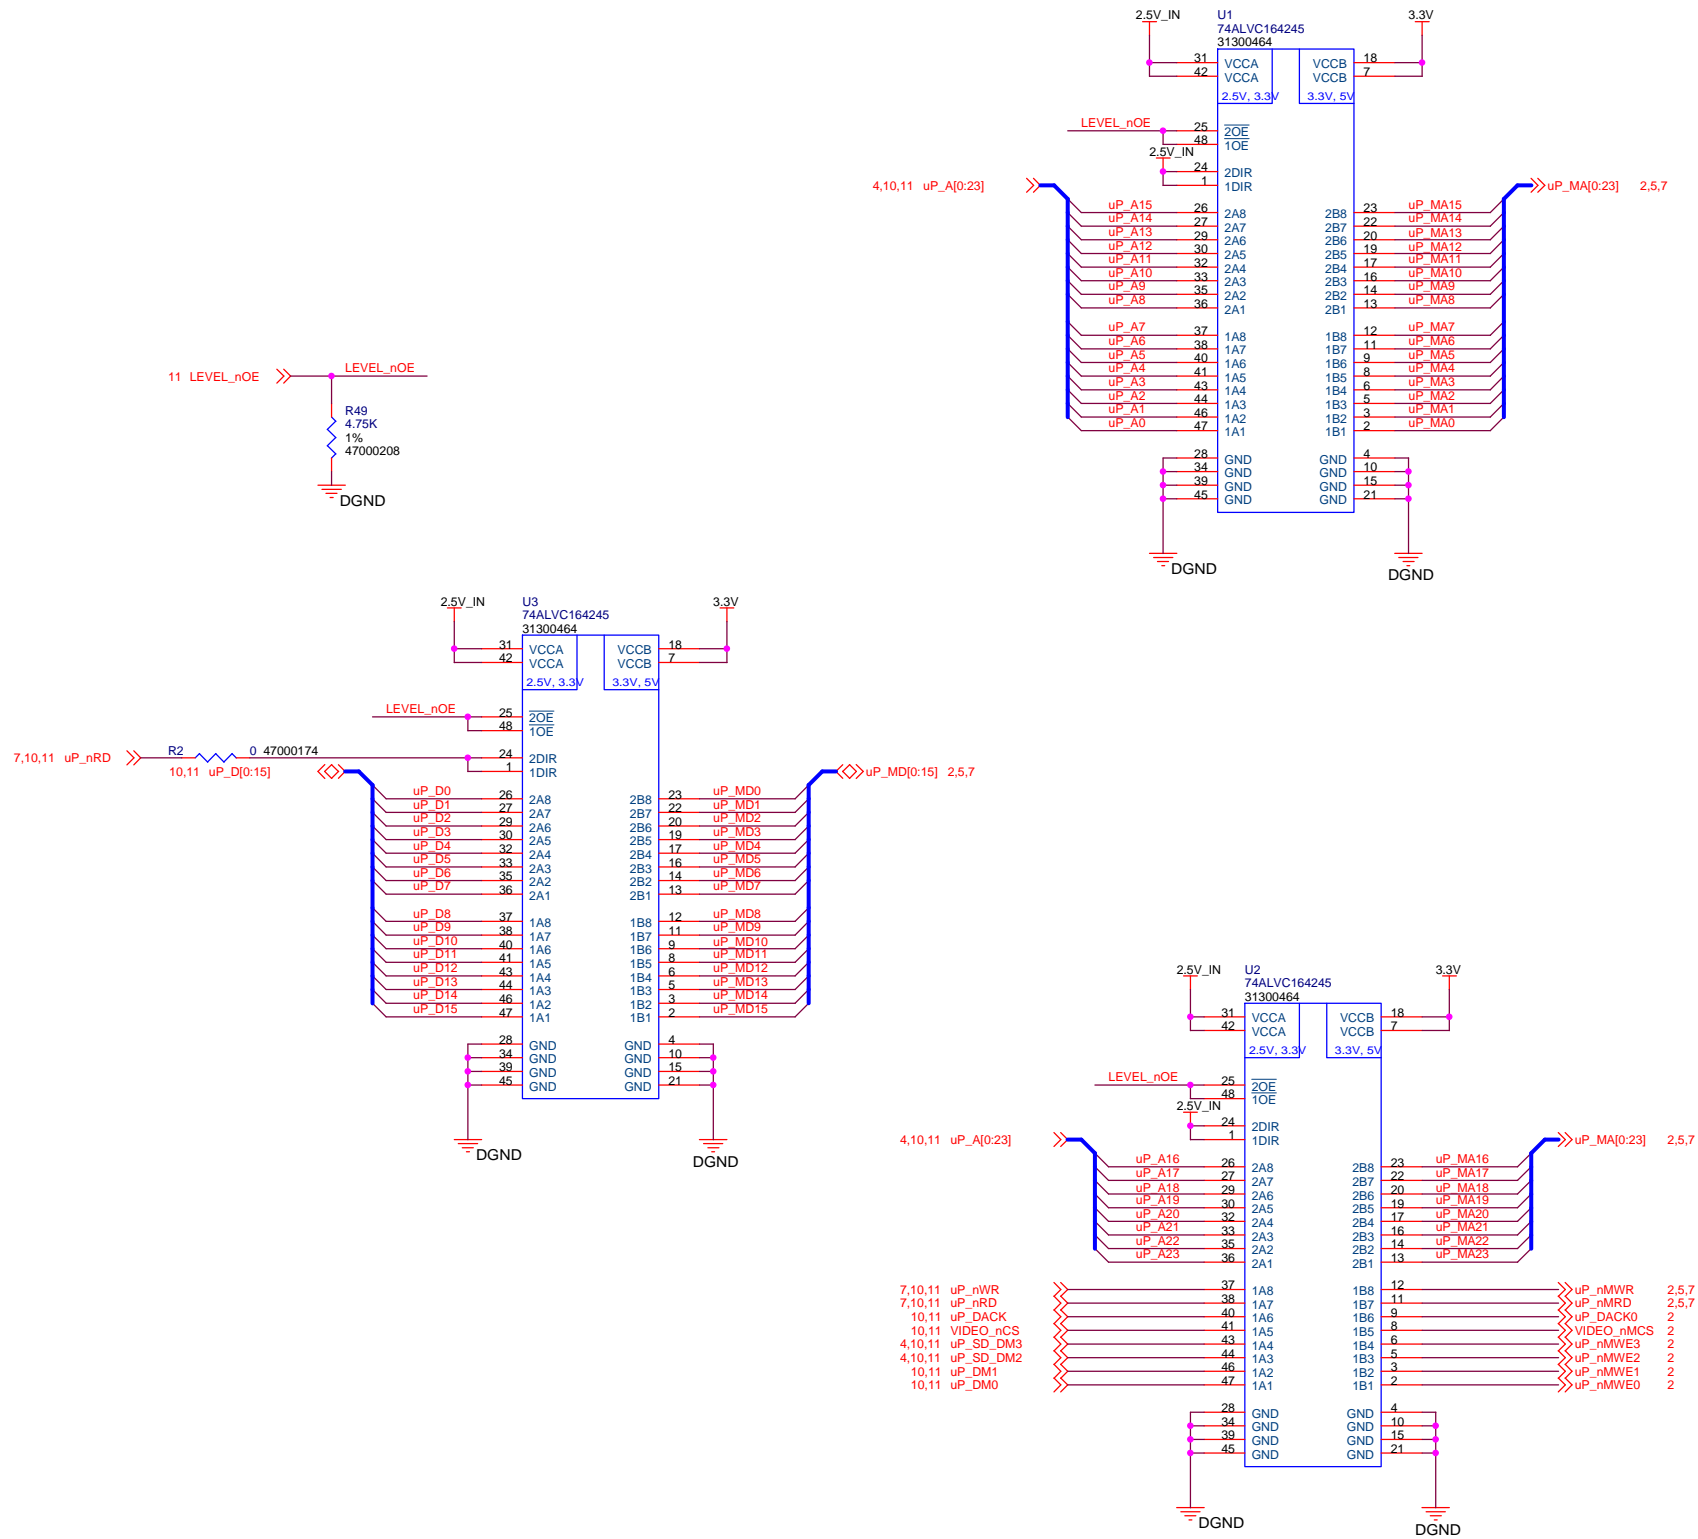 2.5V_IN
U1
74ALVC164245
31300464
3.3V
31 VCCA VCCB 18
42 VCCA VCCB 7
2.5V, 3.3V 3.3V, 5V
LEVEL_nOE 25 2OE
48 1OE
2.5V_IN
24 2DIR
1 1DIR
4,10,11 uP_A[0:23] uP_MA[0:23] 2,5,7
uP_A15 26 2A8 2B8 23 uP_MA15
uP_A14 27 2A7 2B7 22 uP_MA14
uP_A13 29 2A6 2B6 20 uP_MA13
uP_A12 30 2A5 2B5 19 uP_MA12
uP_A11 32 2A4 2B4 17 uP_MA11
uP_A10 33 2A3 2B3 16 uP_MA10
uP_A9 35 2A2 2B2 14 uP_MA9
uP_A8 36 2A1 2B1 13 uP_MA8
uP_A7 37 1A8 1B8 12 uP_MA7
uP_A6 38 1A7 1B7 11 uP_MA6
uP_A5 40 1A6 1B6 9 uP_MA5
uP_A4 41 1A5 1B5 8 uP_MA4
uP_A3 43 1A4 1B4 6 uP_MA3
uP_A2 44 1A3 1B3 5 uP_MA2
uP_A1 46 1A2 1B2 3 uP_MA1
uP_A0 47 1A1 1B1 2 uP_MA0
28 GND GND 4
34 GND GND 10
39 GND GND 15
45 GND GND 21
DGND DGND
11 LEVEL_nOE LEVEL_nOE
R49
4.75K
1%
47000208
DGND
2.5V_IN
U3
74ALVC164245
31300464
3.3V
31 VCCA VCCB 18
42 VCCA VCCB 7
2.5V, 3.3V 3.3V, 5V
LEVEL_nOE 25 2OE
48 1OE
7,10,11 uP_nRD R2 0 47000174 24 2DIR
1 1DIR
10,11 uP_D[0:15] uP_MD[0:15] 2,5,7
uP_D0 26 2A8 2B8 23 uP_MD0
uP_D1 27 2A7 2B7 22 uP_MD1
uP_D2 29 2A6 2B6 20 uP_MD2
uP_D3 30 2A5 2B5 19 uP_MD3
uP_D4 32 2A4 2B4 17 uP_MD4
uP_D5 33 2A3 2B3 16 uP_MD5
uP_D6 35 2A2 2B2 14 uP_MD6
uP_D7 36 2A1 2B1 13 uP_MD7
uP_D8 37 1A8 1B8 12 uP_MD8
uP_D9 38 1A7 1B7 11 uP_MD9
uP_D10 40 1A6 1B6 9 uP_MD10
uP_D11 41 1A5 1B5 8 uP_MD11
uP_D12 43 1A4 1B4 6 uP_MD12
uP_D13 44 1A3 1B3 5 uP_MD13
uP_D14 46 1A2 1B2 3 uP_MD14
uP_D15 47 1A1 1B1 2 uP_MD15
28 GND GND 4
34 GND GND 10
39 GND GND 15
45 GND GND 21
DGND DGND
2.5V_IN
U2
74ALVC164245
31300464
3.3V
31 VCCA VCCB 18
42 VCCA VCCB 7
2.5V, 3.3V 3.3V, 5V
LEVEL_nOE 25 2OE
48 1OE
2.5V_IN
24 2DIR
1 1DIR
4,10,11 uP_A[0:23] uP_MA[0:23] 2,5,7
uP_A16 26 2A8 2B8 23 uP_MA16
uP_A17 27 2A7 2B7 22 uP_MA17
uP_A18 29 2A6 2B6 20 uP_MA18
uP_A19 30 2A5 2B5 19 uP_MA19
uP_A20 32 2A4 2B4 17 uP_MA20
uP_A21 33 2A3 2B3 16 uP_MA21
uP_A22 35 2A2 2B2 14 uP_MA22
uP_A23 36 2A1 2B1 13 uP_MA23
7,10,11 uP_nWR 37 1A8 1B8 12 uP_nMWR 2,5,7
7,10,11 uP_nRD 38 1A7 1B7 11 uP_nMRD 2,5,7
10,11 uP_DACK 40 1A6 1B6 9 uP_DACK0 2
10,11 VIDEO_nCS 41 1A5 1B5 8 VIDEO_nMCS 2
4,10,11 uP_SD_DM3 43 1A4 1B4 6 uP_nMWE3 2
4,10,11 uP_SD_DM2 44 1A3 1B3 5 uP_nMWE2 2
10,11 uP_DM1 46 1A2 1B2 3 uP_nMWE1 2
10,11 uP_DM0 47 1A1 1B1 2 uP_nMWE0 2
28 GND GND 4
34 GND GND 10
39 GND GND 15
45 GND GND 21
DGND DGND